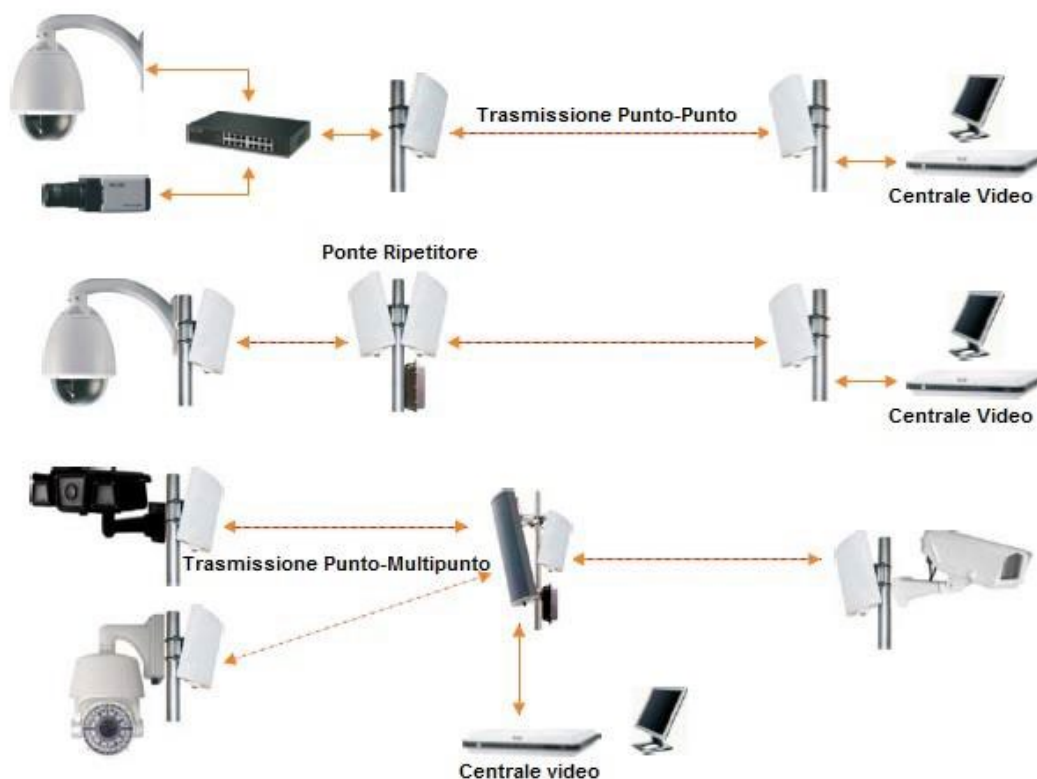 Trasmissione Punto-Punto
Centrale Video
Ponte Ripetitore
Centrale Video
Trasmissione Punto-Multipunto
Centrale video